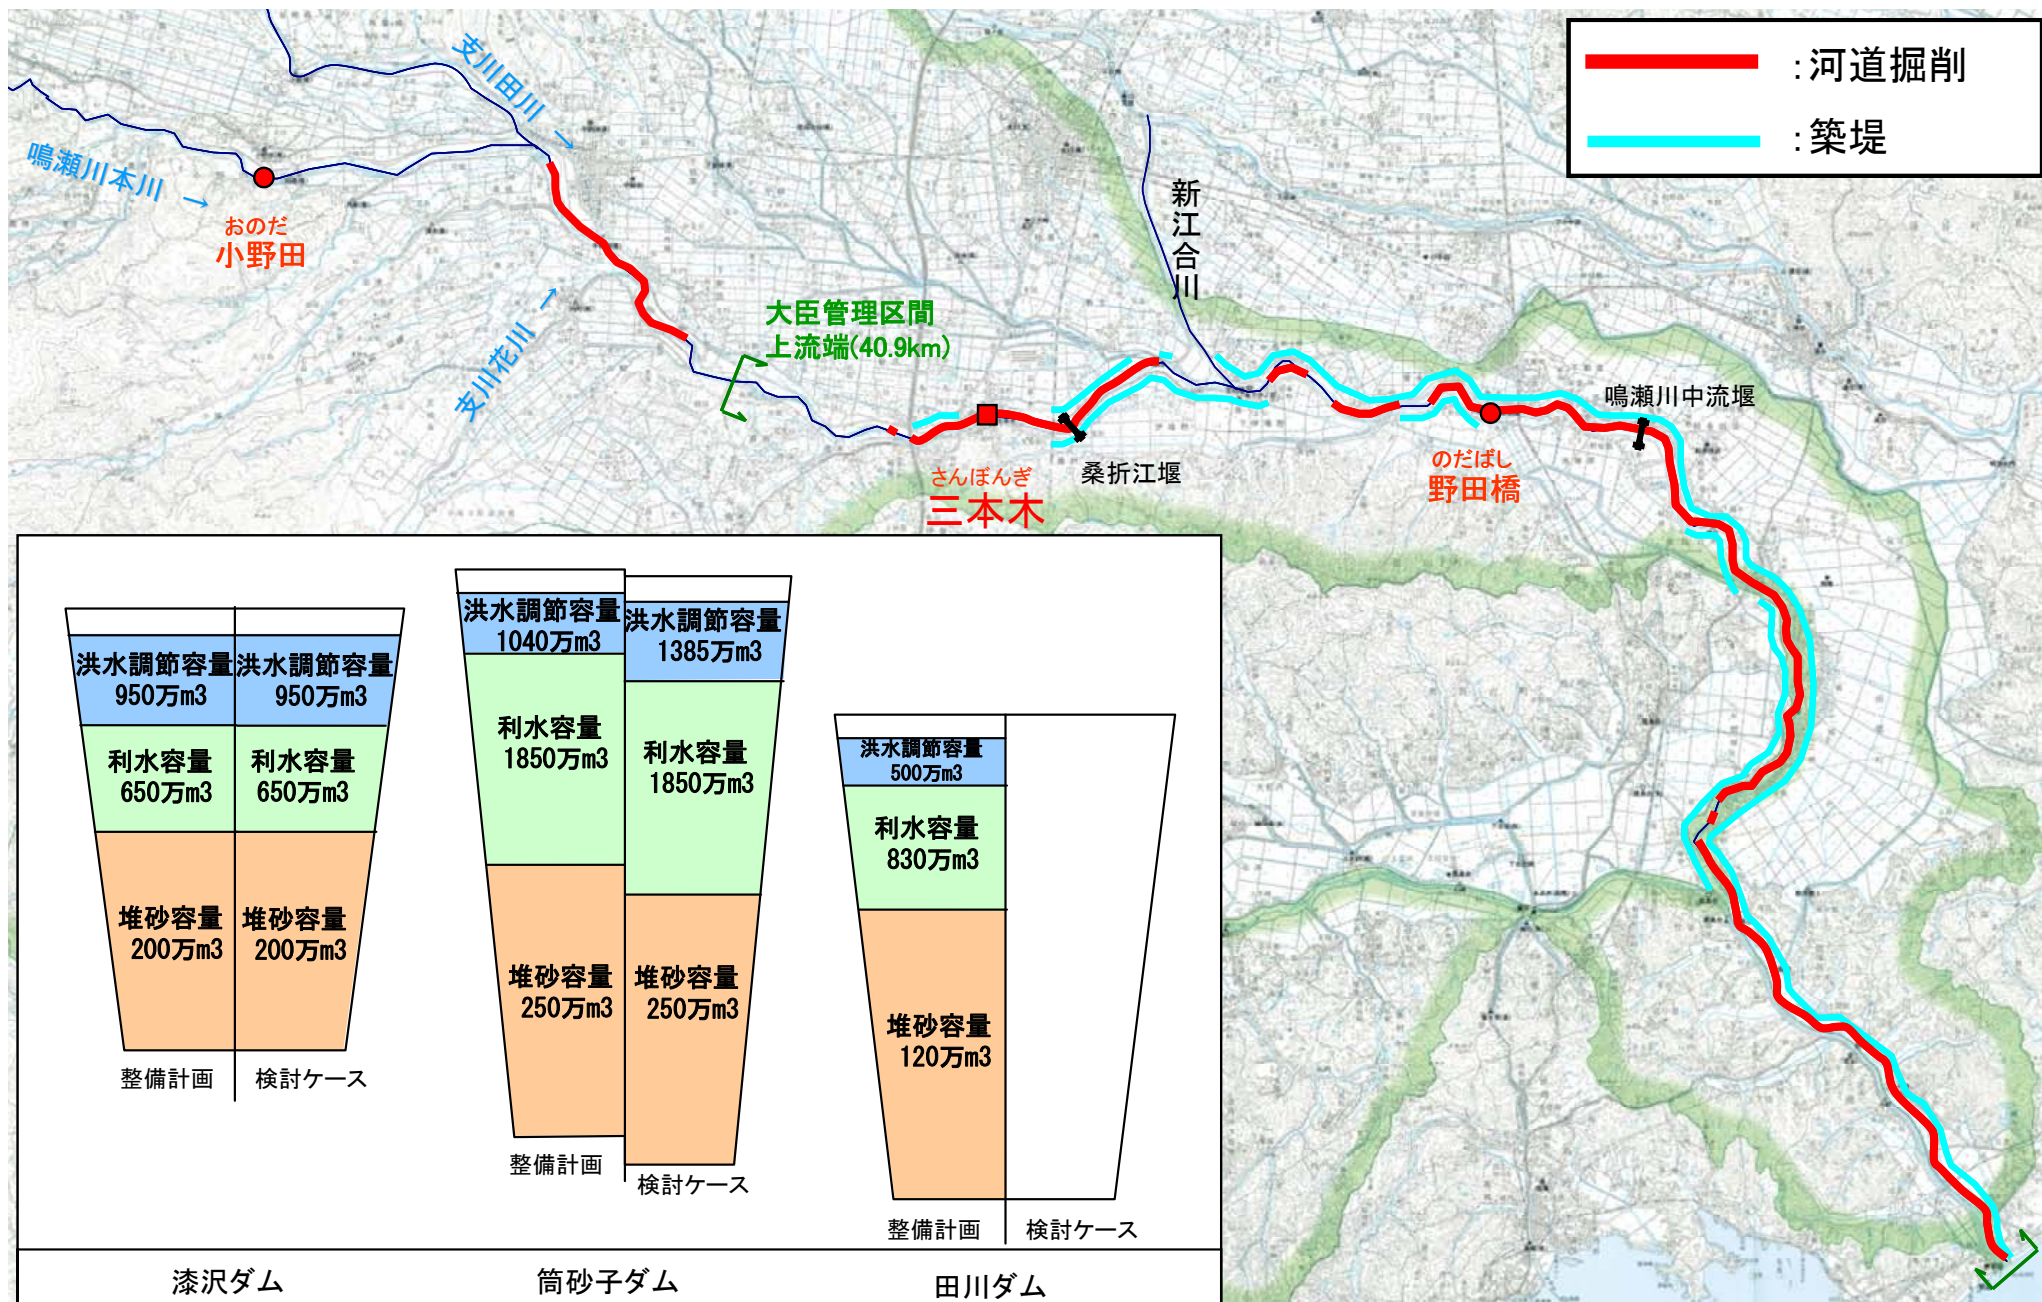 :河道掘削
:築堤
支川田川 →
鳴瀬川本川 →
おのだ
小野田
支川花川 →
大臣管理区間
上流端(40.9km)
新江合川
さんぼんぎ
三本木
桑折江堰
のだばし
野田橋
鳴瀬川中流堰
洪水調節容量
950万m3
洪水調節容量
950万m3
利水容量
650万m3
利水容量
650万m3
堆砂容量
200万m3
堆砂容量
200万m3
整備計画
検討ケース
漆沢ダム
洪水調節容量
1040万m3
洪水調節容量
1385万m3
利水容量
1850万m3
利水容量
1850万m3
堆砂容量
250万m3
堆砂容量
250万m3
整備計画
検討ケース
筒砂子ダム
洪水調節容量
500万m3
利水容量
830万m3
堆砂容量
120万m3
整備計画
検討ケース
田川ダム